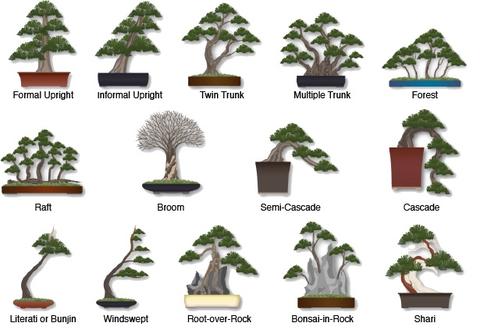 Formal Upright
Informal Upright
Twin Trunk
Multiple Trunk
Forest
Raft
Broom
Semi-Cascade
Cascade
Literati or Bunjin
Windswept
Root-over-Rock
Bonsai-in-Rock
Shari